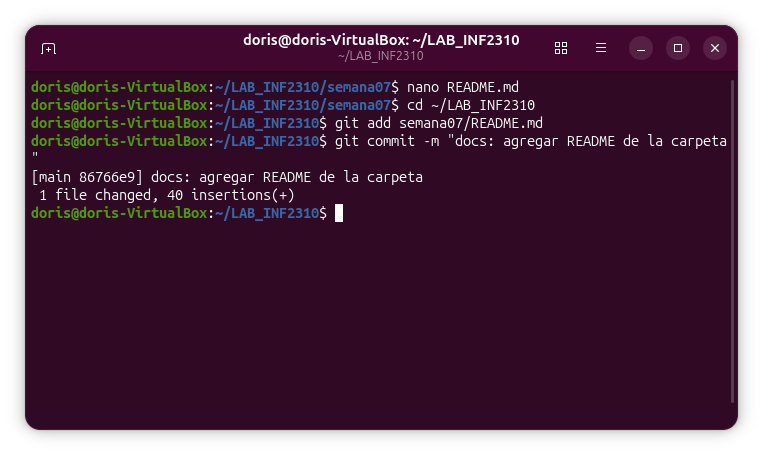 doris@doris-VirtualBox: ~/LAB_INF2310
~/LAB_INF2310
doris@doris-VirtualBox:~/LAB_INF2310/semana07$ nano README.md
doris@doris-VirtualBox:~/LAB_INF2310/semana07$ cd ~/LAB_INF2310
doris@doris-VirtualBox:~/LAB_INF2310$ git add semana07/README.md
doris@doris-VirtualBox:~/LAB_INF2310$ git commit -m "docs: agregar README de la carpeta
"
[main 86766e9] docs: agregar README de la carpeta
 1 file changed, 40 insertions(+)
doris@doris-VirtualBox:~/LAB_INF2310$